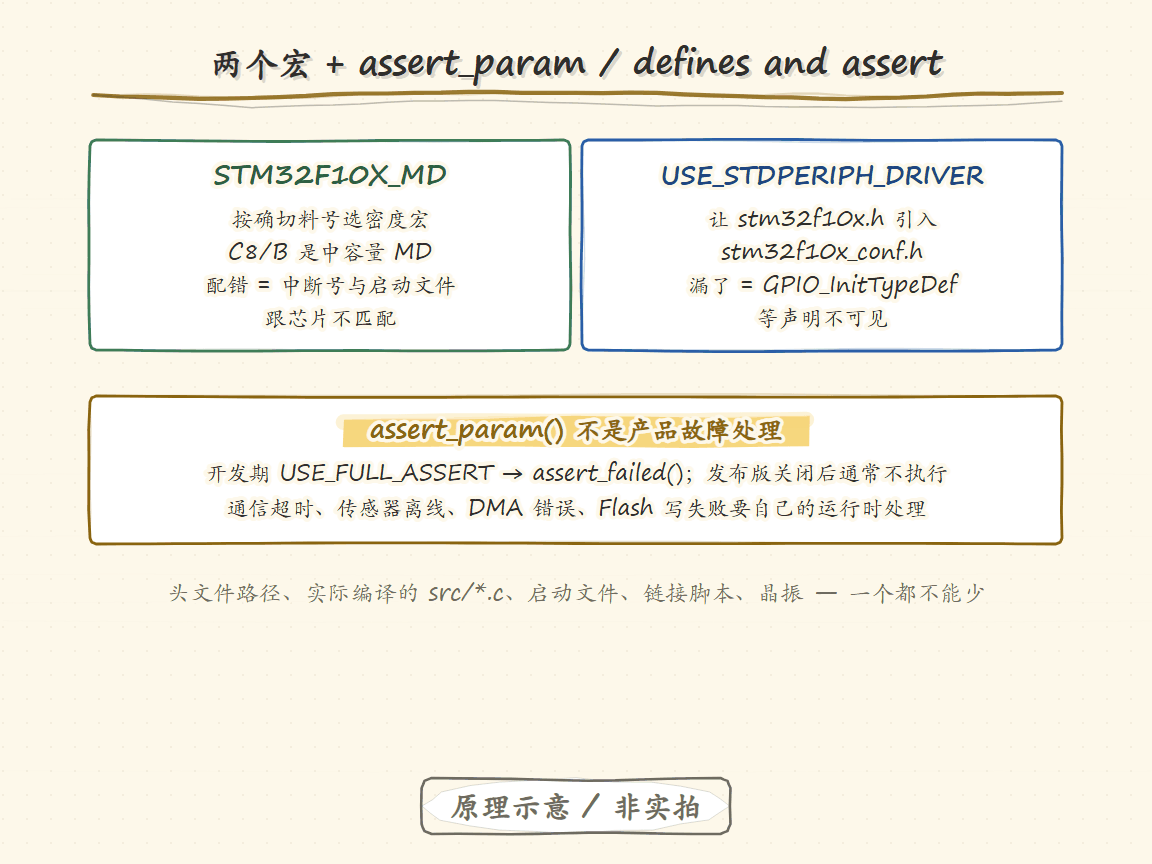 两个宏 + assert_param / defines and assert
STM32F10X_MD
按确切料号选密度宏
C8/B 是中容量 MD
配错 = 中断号与启动文件
跟芯片不匹配
USE_STDPERIPH_DRIVER
让 stm32f10x.h 引入
stm32f10x_conf.h
漏了 = GPIO_InitTypeDef
等声明不可见
assert_param() 不是产品故障处理
开发期 USE_FULL_ASSERT → assert_failed()；发布版关闭后通常不执行
通信超时、传感器离线、DMA 错误、Flash 写失败要自己的运行时处理
头文件路径、实际编译的 src/*.c、启动文件、链接脚本、晶振 — 一个都不能少
原理示意 / 非实拍